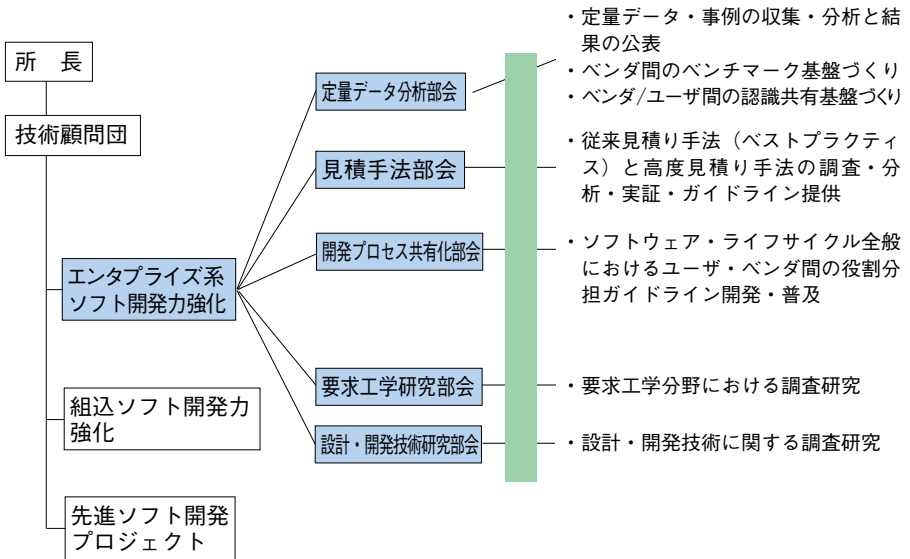 所　長
技術顧問団
エンタプライズ系
ソフト開発力強化
組込ソフト開発力
強化
先進ソフト開発
プロジェクト
定量データ分析部会
見積手法部会
開発プロセス共有化部会
要求工学研究部会
設計・開発技術研究部会
・定量データ・事例の収集・分析と結
果の公表
・ベンダ間のベンチマーク基盤づくり
・ベンダ/ユーザ間の認識共有基盤づくり
・従来見積り手法（ベストプラクティ
ス）と高度見積り手法の調査・分
析・実証・ガイドライン提供
・ソフトウェア・ライフサイクル全般
におけるユーザ・ベンダ間の役割分
担ガイドライン開発・普及
・要求工学分野における調査研究
・設計・開発技術に関する調査研究